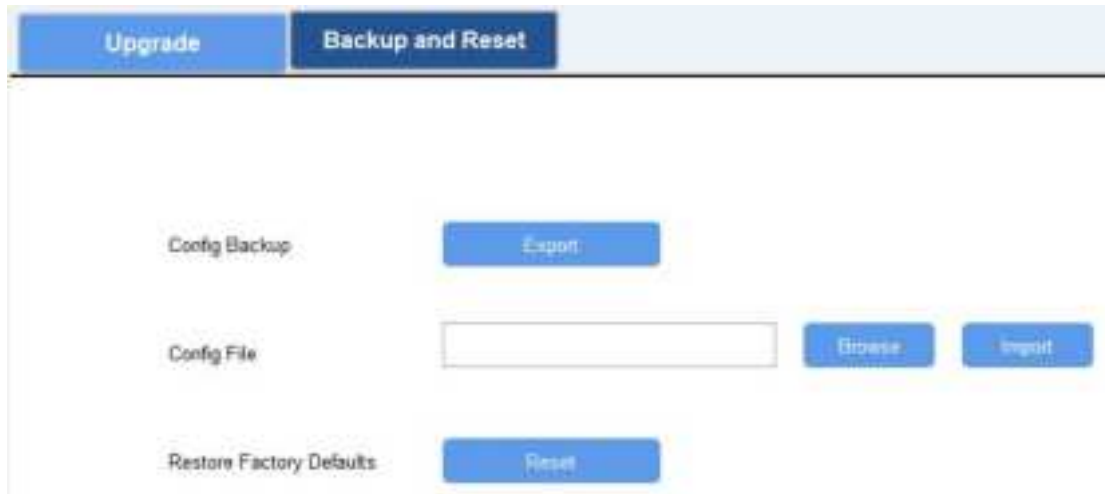 Upgrade Backup and Reset
Config Backup Export
Config File Browse Import
Restore Factory Defaults Reset